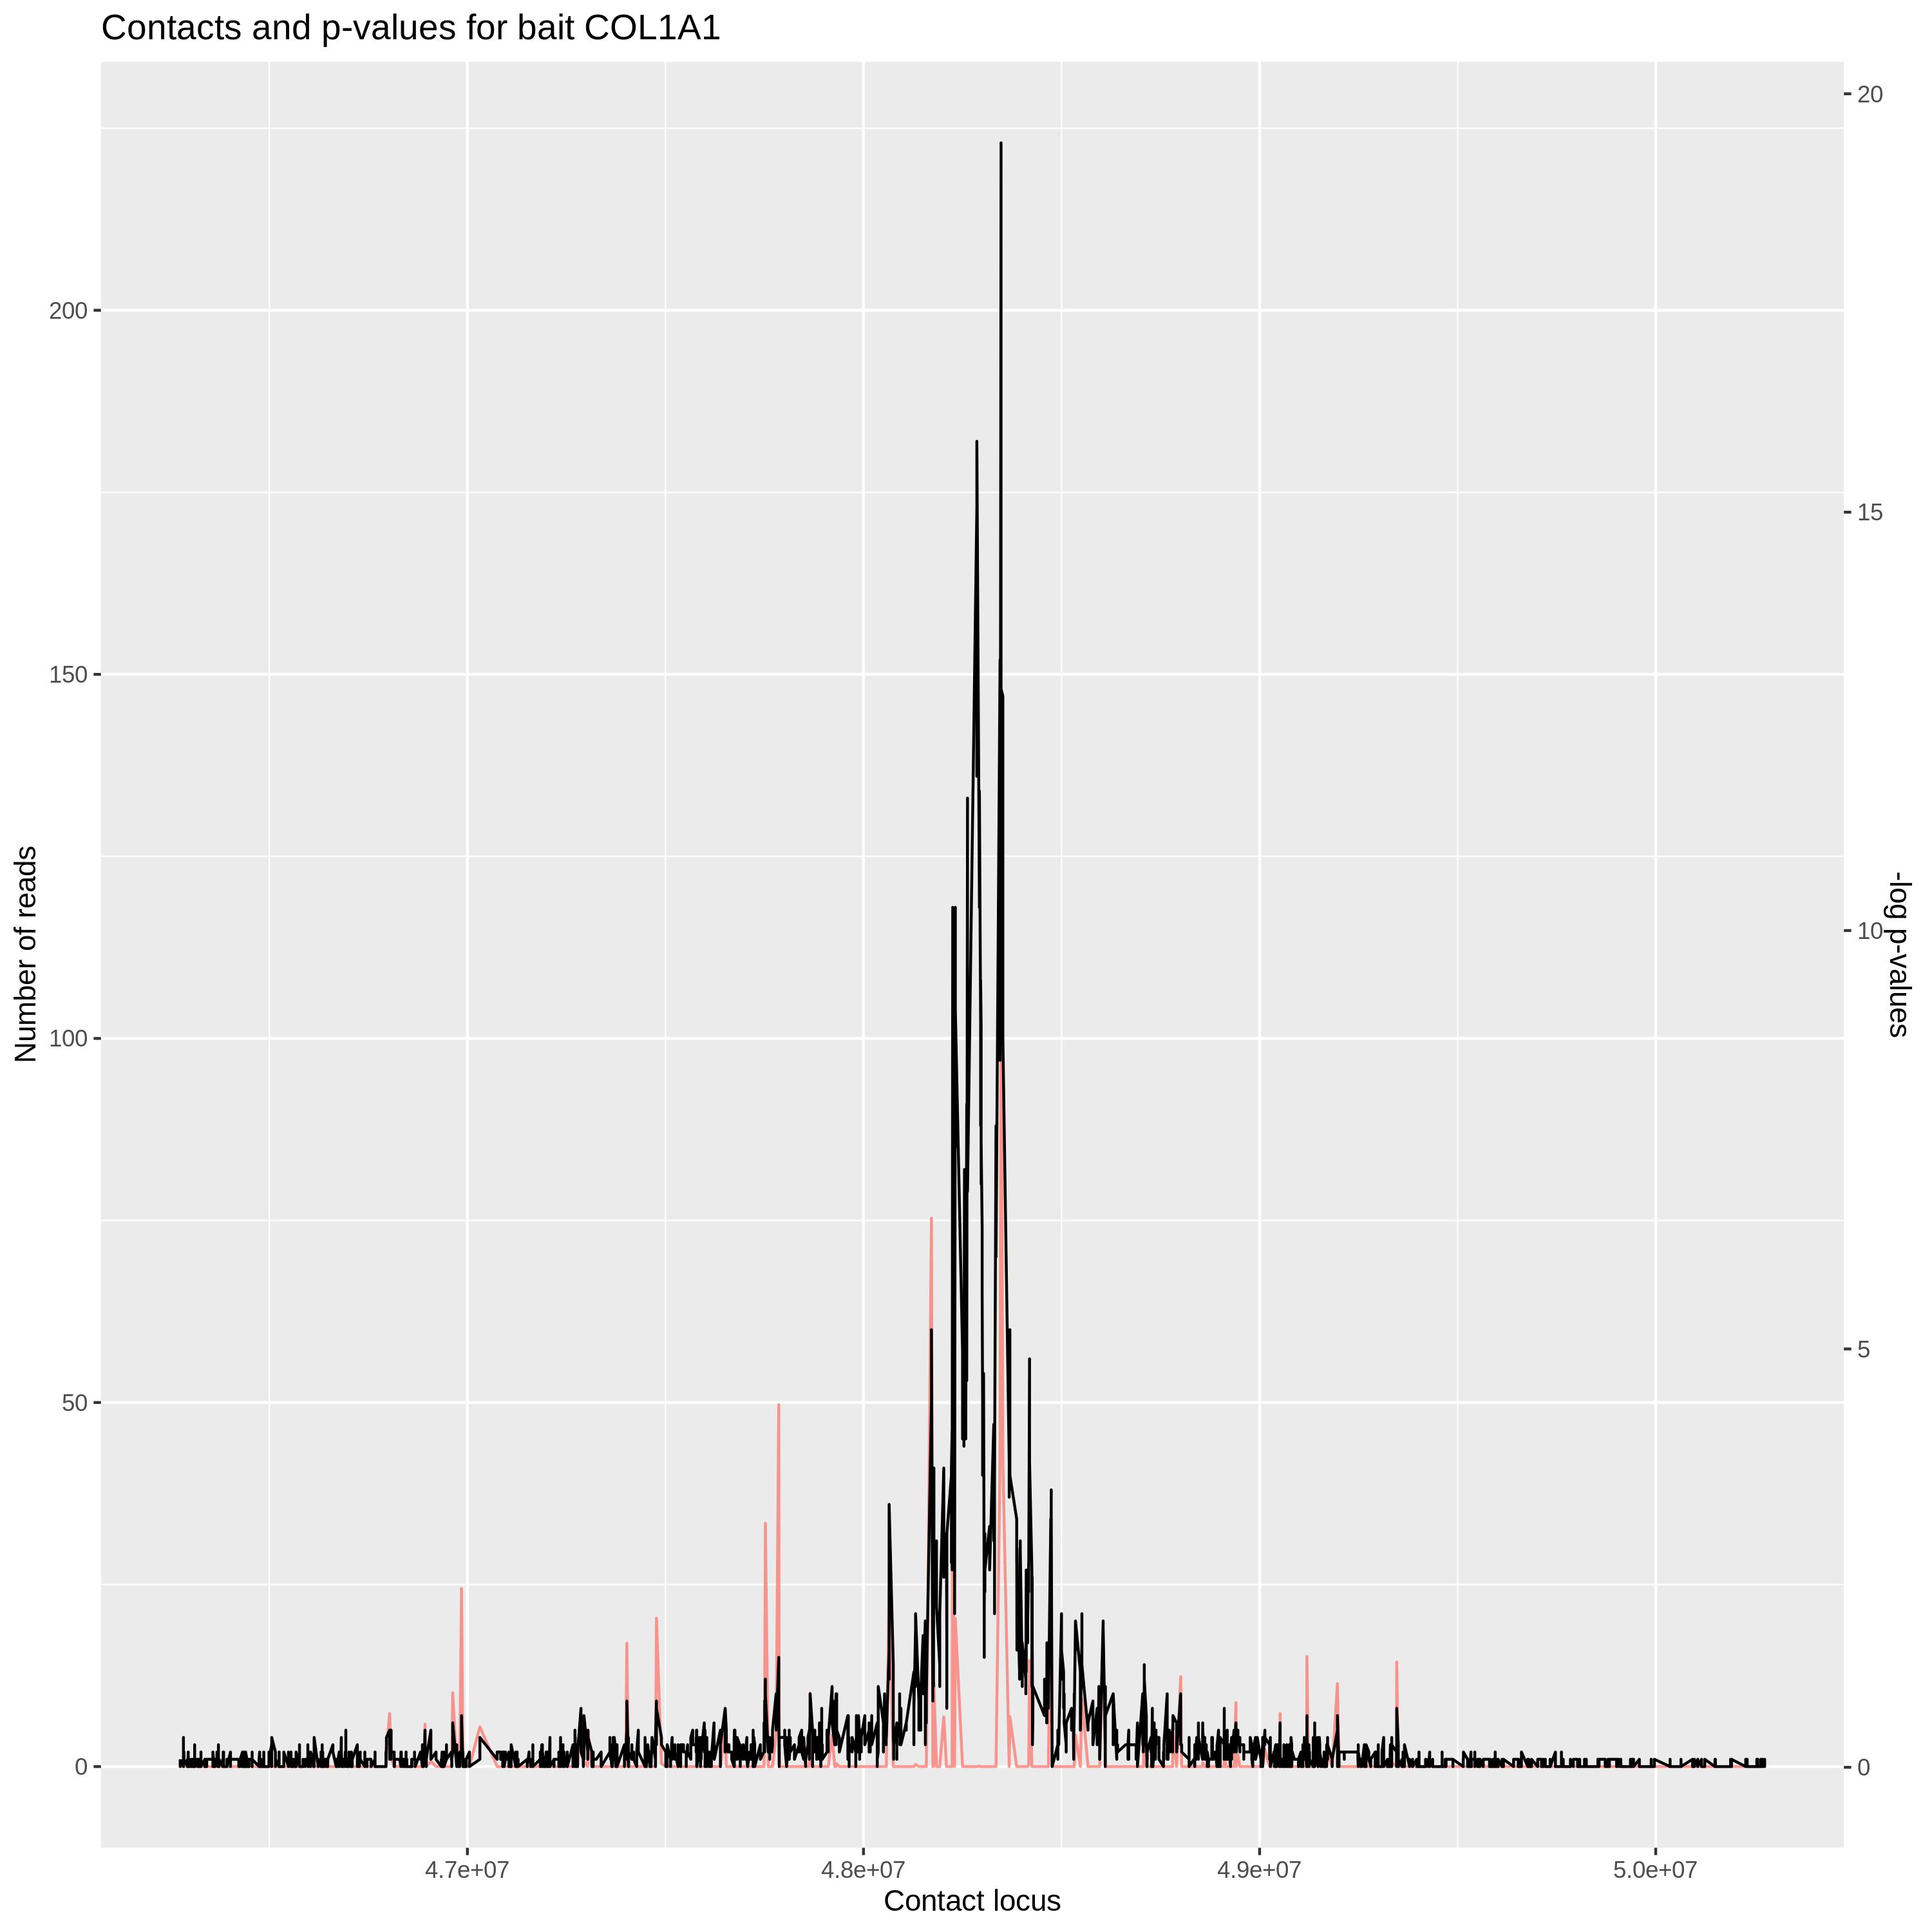 Contacts and p-values for bait COL1A1
Number of reads
200
150
100
50
0
20
15
10
5
0
-log p-values
4.7e+07 4.8e+07 4.9e+07 5.0e+07
Contact locus